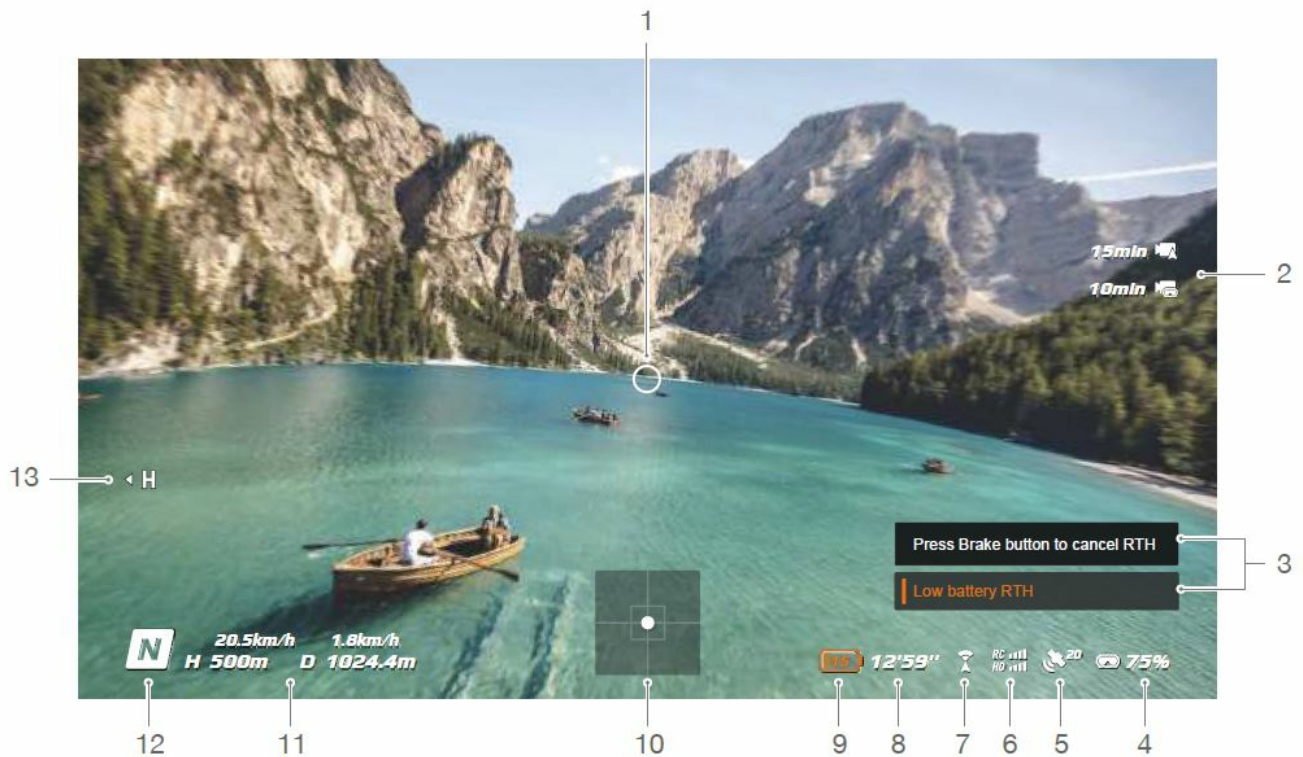 1
15min
2
10min
13
H
Press Brake button to cancel RTH
3
Low battery RTH
20.5km/h 1.8km/h
N H 500m D 1024.4m
15 12'59" RC HD 20 75%
12 11 10 9 8 7 6 5 4